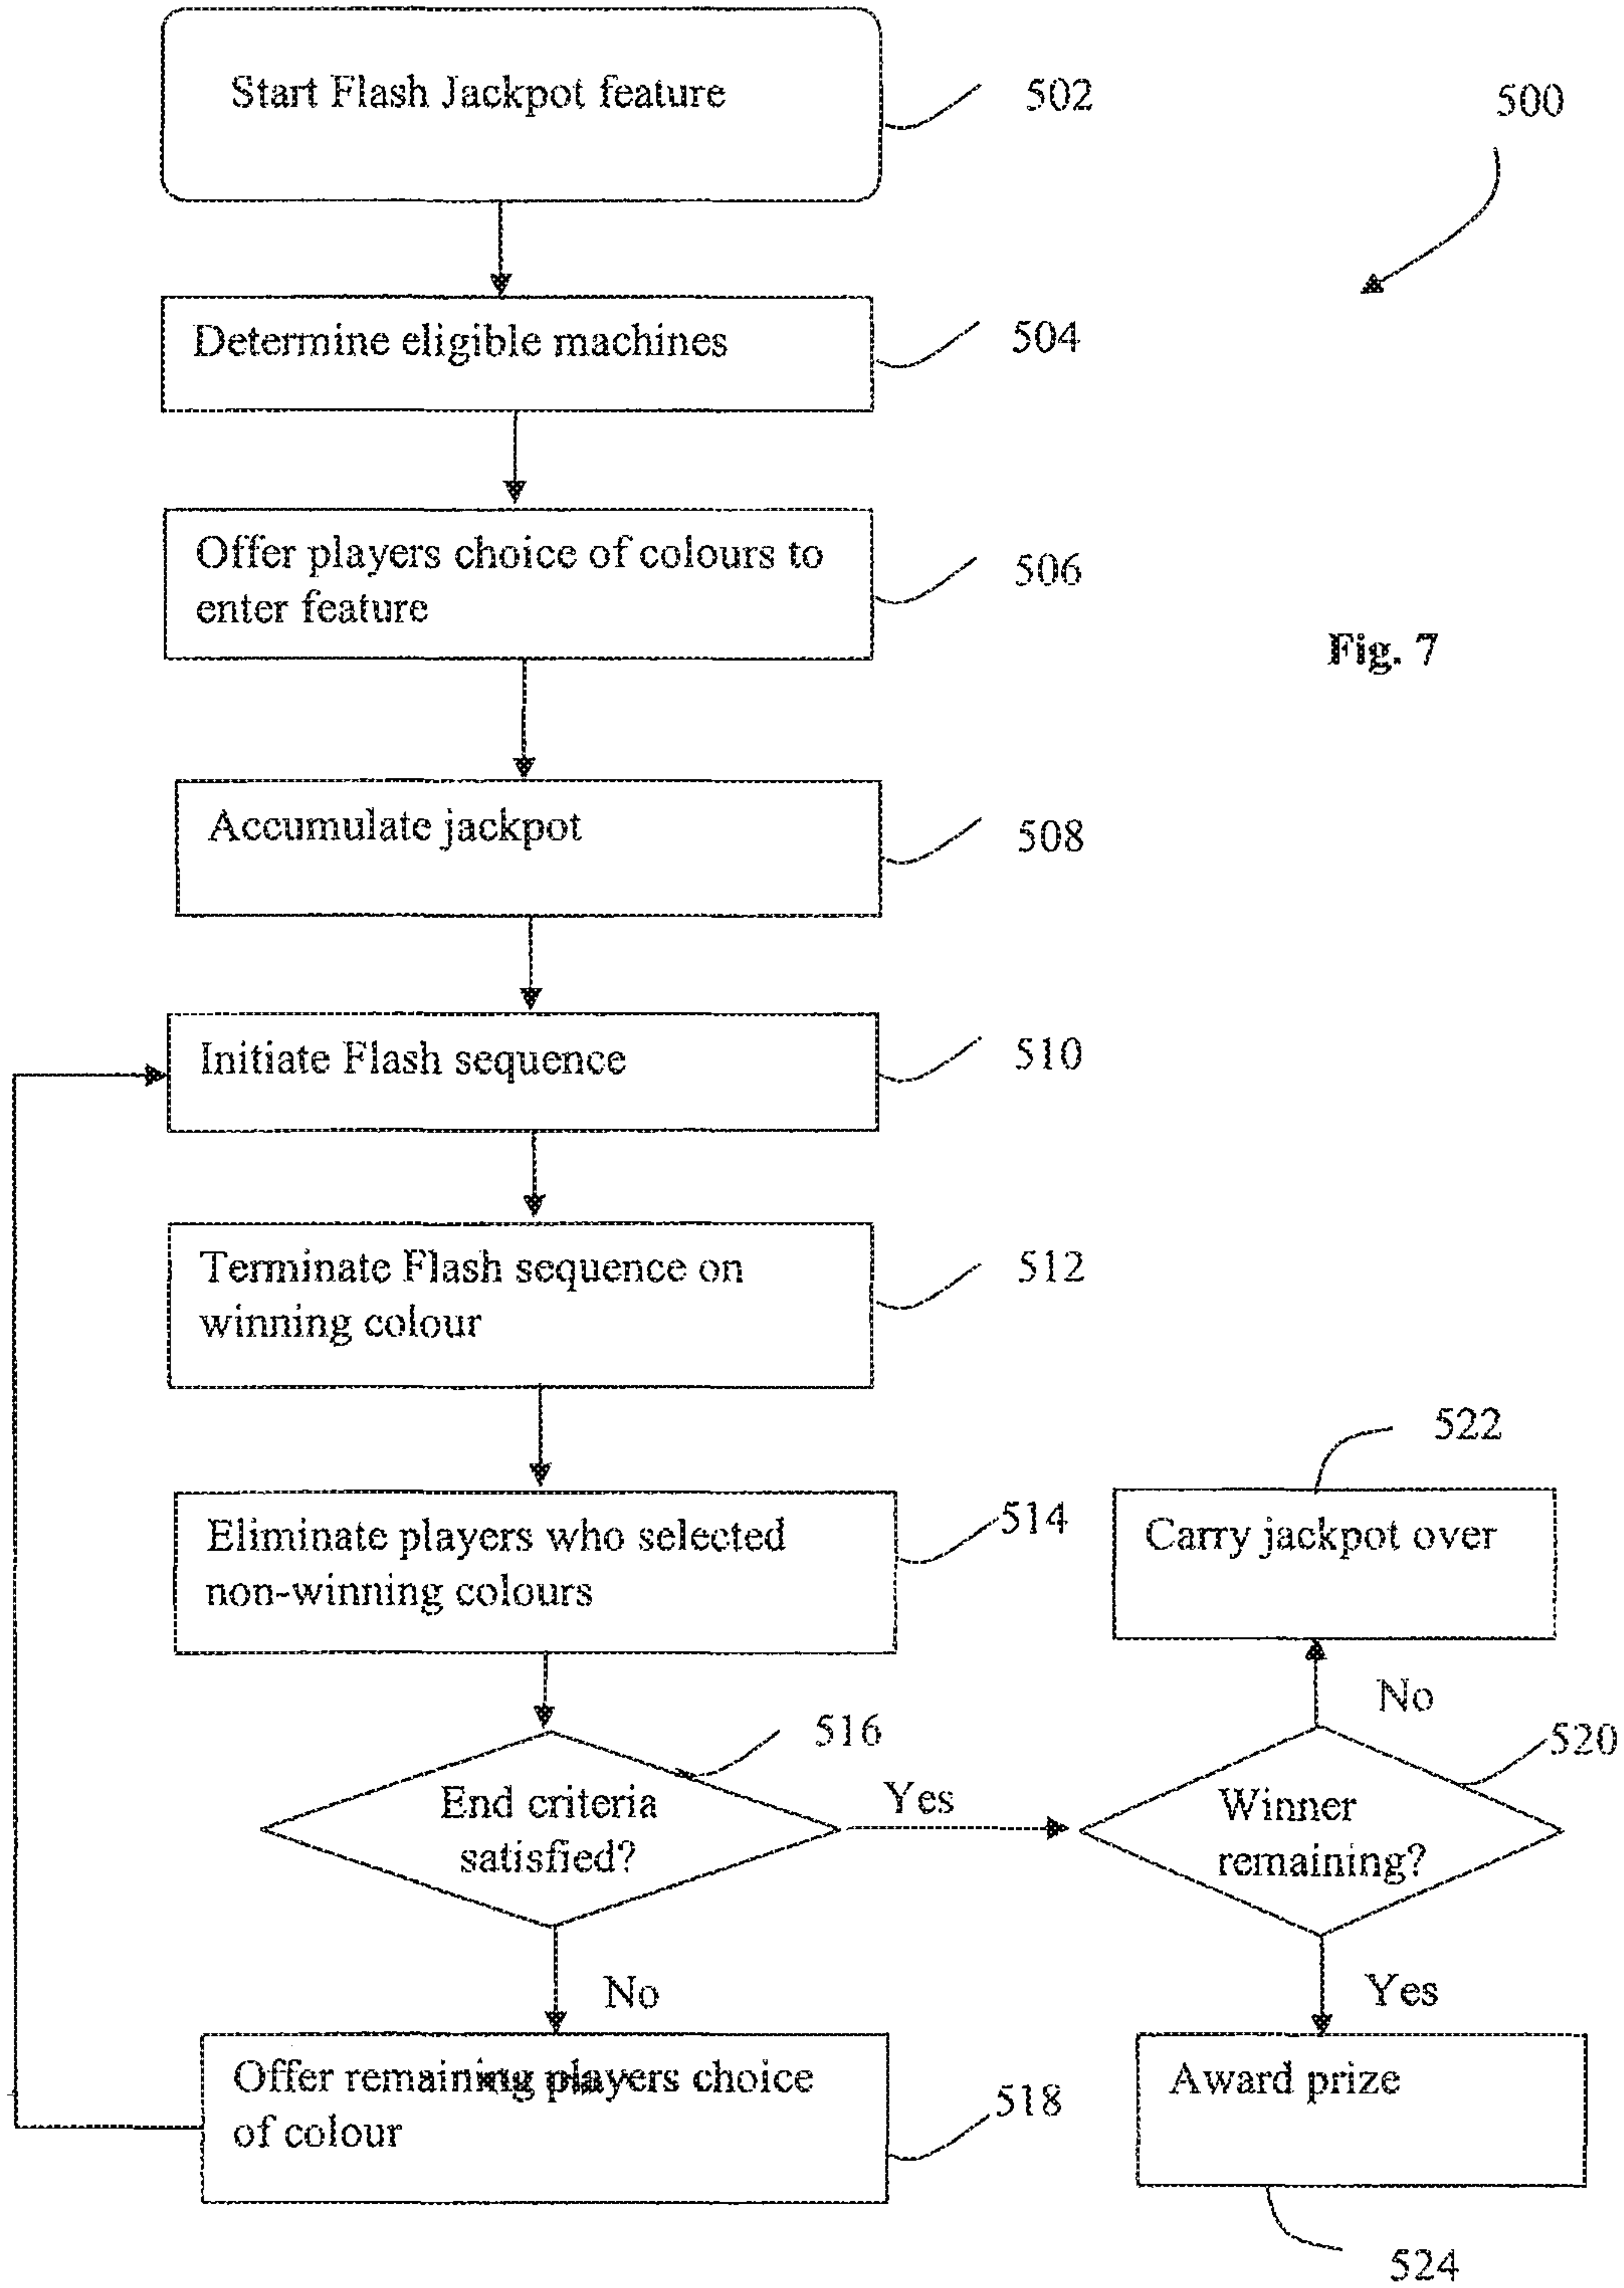 Start Flash Jackpot feature
502
500
Determine eligible machines
504
Offer players choice of colours to
enter feature
506
Fig. 7
Accumulate jackpot
508
Initiate Flash sequence
510
Terminate Flash sequence on
winning colour
512
522
Eliminate players who selected
non-winning colours
514
Carry jackpot over
No
516
520
End criteria
satisfied?
Yes
Winner
remaining?
No
Yes
Offer remaining players choice
of colour
518
Award prize
524